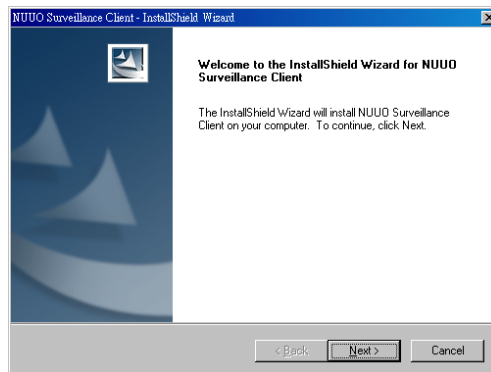 NUUO Surveillance Client - InstallShield Wizard
Welcome to the InstallShield Wizard for NUUO
Surveillance Client
The InstallShield Wizard will install NUUO Surveillance
Client on your computer. To continue, click Next.
< Back
Next >
Cancel